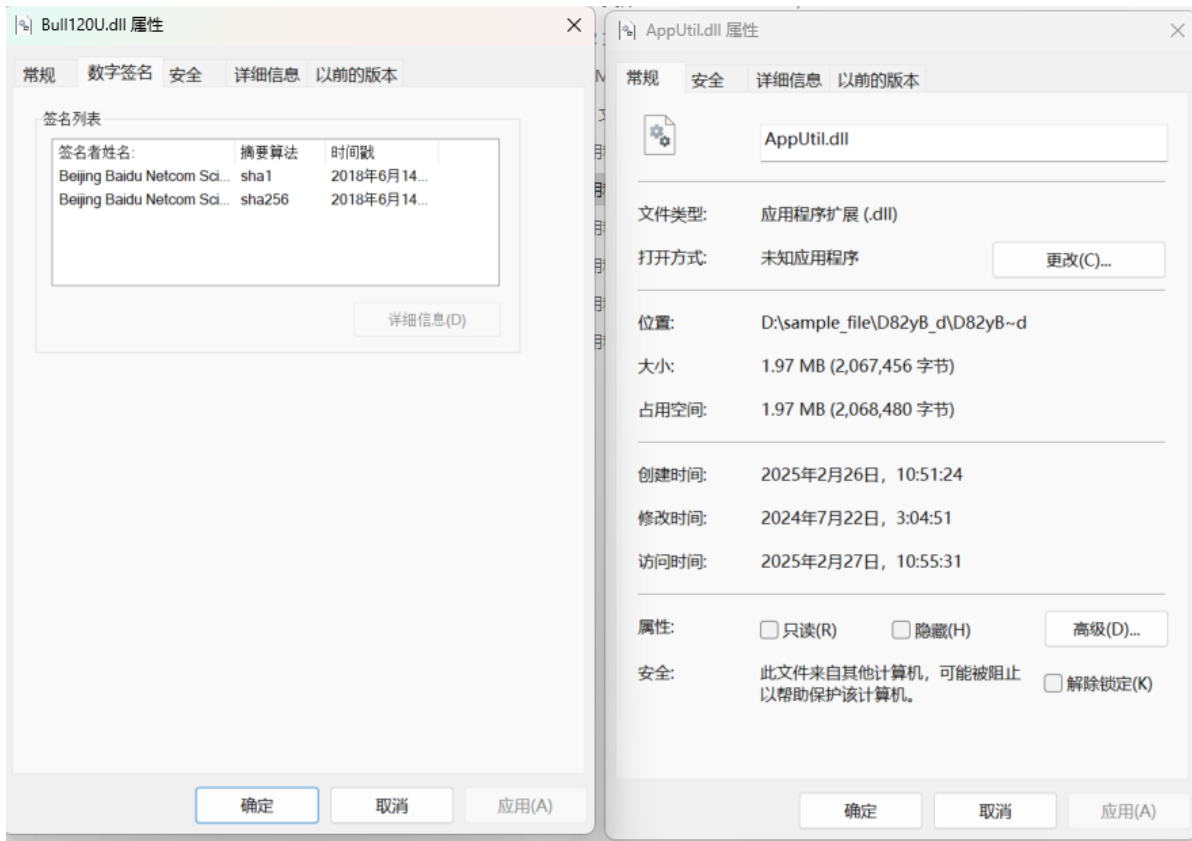 Bull120U.dll 属性
常规 数字签名 安全 详细信息 以前的版本
签名列表
签名者姓名: 摘要算法 时间戳
Beijing Baidu Netcom Sci... sha1 2018年6月14...
Beijing Baidu Netcom Sci... sha256 2018年6月14...
详细信息(D)
确定 取消 应用(A)
AppUtil.dll 属性
常规 安全 详细信息 以前的版本
AppUtil.dll
文件类型: 应用程序扩展 (.dll)
打开方式: 未知应用程序 更改(C)...
位置: D:\sample_file\D82yB_d\D82yB~d
大小: 1.97 MB (2,067,456 字节)
占用空间: 1.97 MB (2,068,480 字节)
创建时间: 2025年2月26日，10:51:24
修改时间: 2024年7月22日，3:04:51
访问时间: 2025年2月27日，10:55:31
属性: 只读(R) 隐藏(H) 高级(D)...
安全: 此文件来自其他计算机，可能被阻止
以帮助保护该计算机。 解除锁定(K)
确定 取消 应用(A)